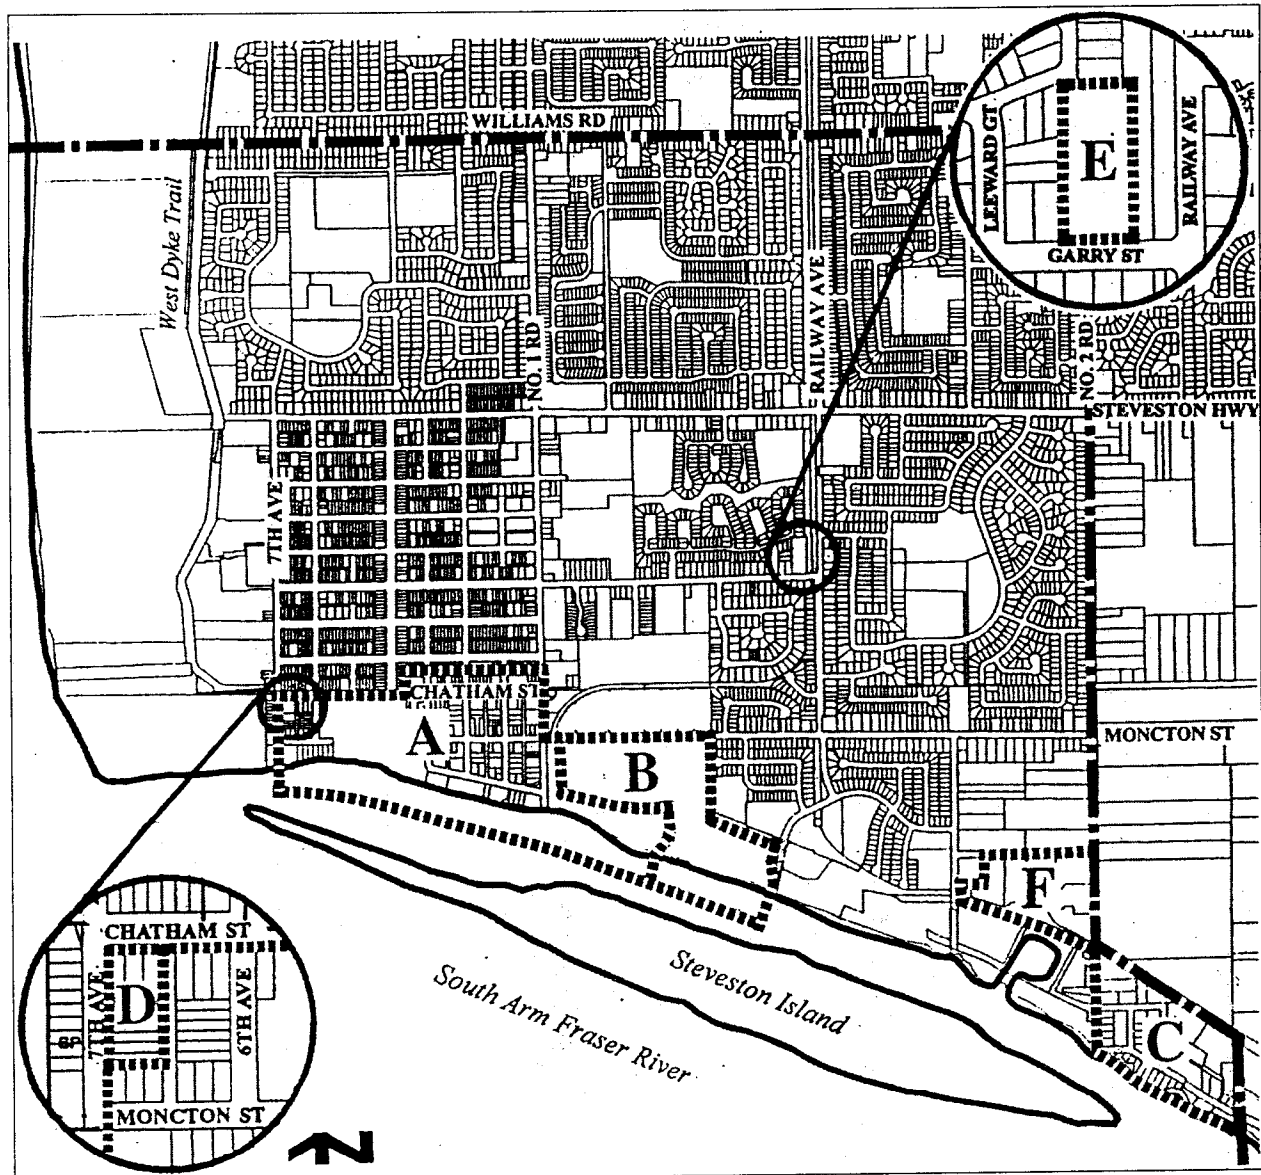 WILLIAMS RD
West Dyke Trail
LEEWARD GT
E
RAILWAY AVE
GARRY ST
NO. 1 RD
RAILWAY AVE
NO. 2 RD
STEVESTON HWY
7TH AVE
CHATHAM ST
A
B
MONCTON ST
F
C
CHATHAM ST
7TH AVE
D
6TH AVE
MONCTON ST
South Arm Fraser River
Steveston Island
N